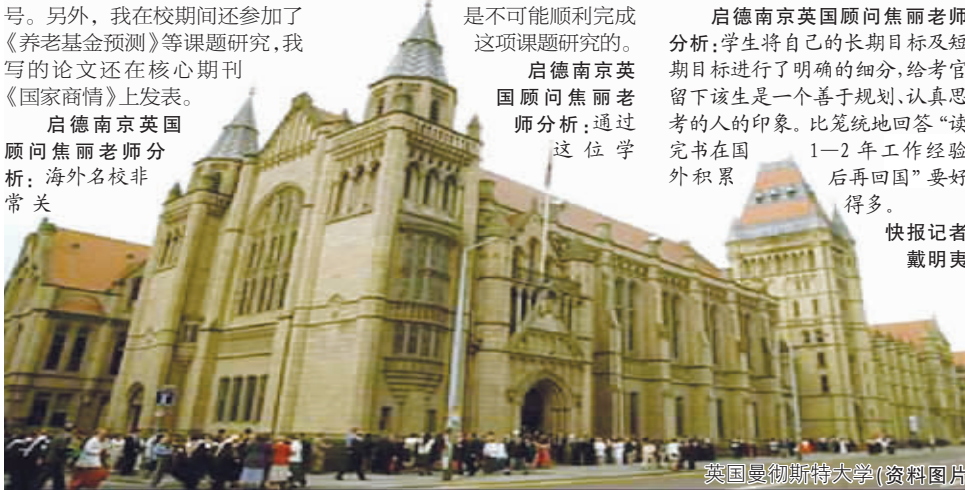 号。另外，我在校期间还参加了
《养老基金预测》等课题研究，我
写的论文还在核心期刊
《国家商情》上发表。
启德南京英国
顾问焦丽老师分
析：海外名校非
常关
是不可能顺利完成
这项课题研究的。
启德南京英
国顾问焦丽老
师分析：通过
这位学
启德南京英国顾问焦丽老师
分析：学生将自己的长期目标及短
期目标进行了明确的细分，给考官
留下该生是一个善于规划、认真思
考的人的印象。比笼统地回答“读
完书在国 1—2 年工作经验
外积累 后再回国”要好
得多。
快报记者
戴明夷
英国曼彻斯特大学(资料图片